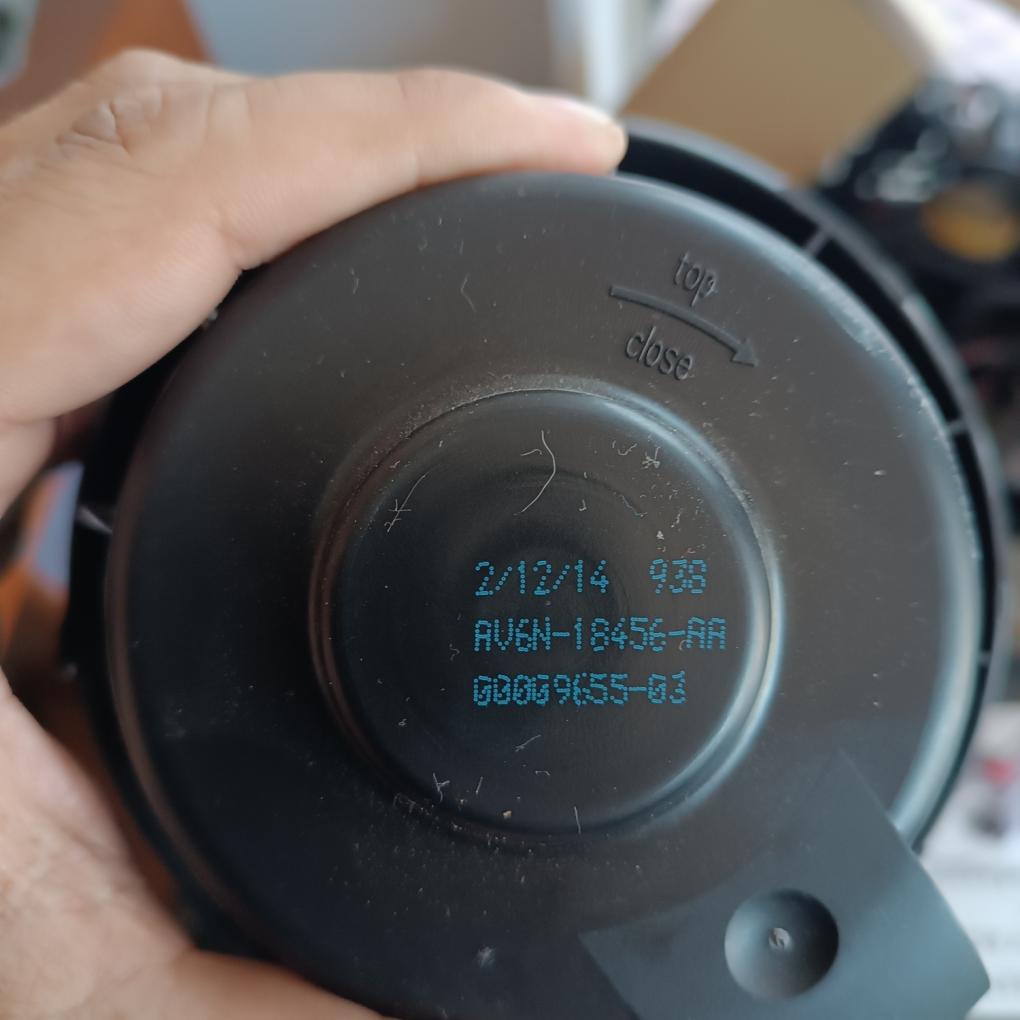 top
close
2/12/14 938
AV6N-18456-AA
00009655-03